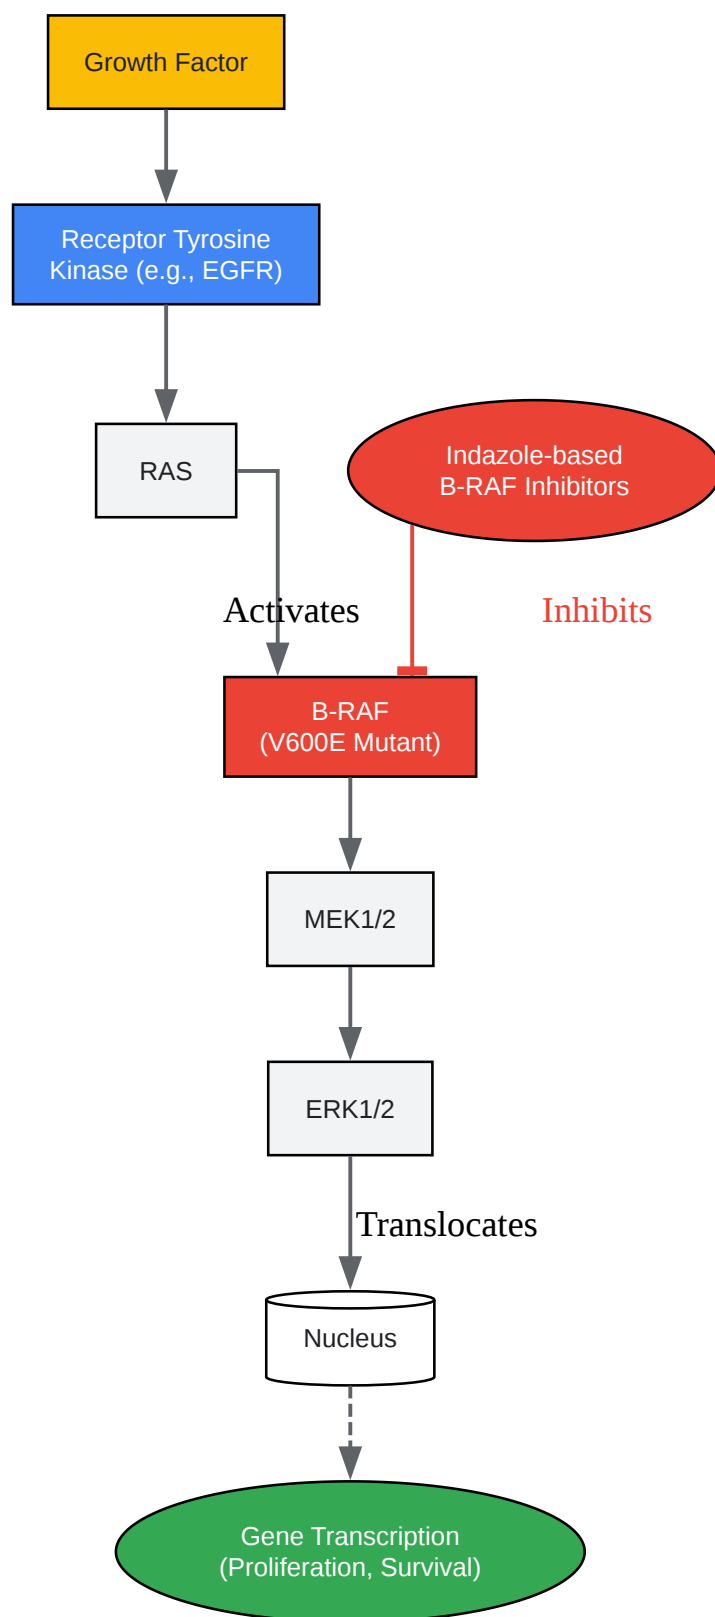 Growth Factor
Receptor Tyrosine
Kinase (e.g., EGFR)
RAS
Indazole-based
B-RAF Inhibitors
Activates
Inhibits
B-RAF
(V600E Mutant)
MEK1/2
ERK1/2
Translocates
Nucleus
Gene Transcription
(Proliferation, Survival)